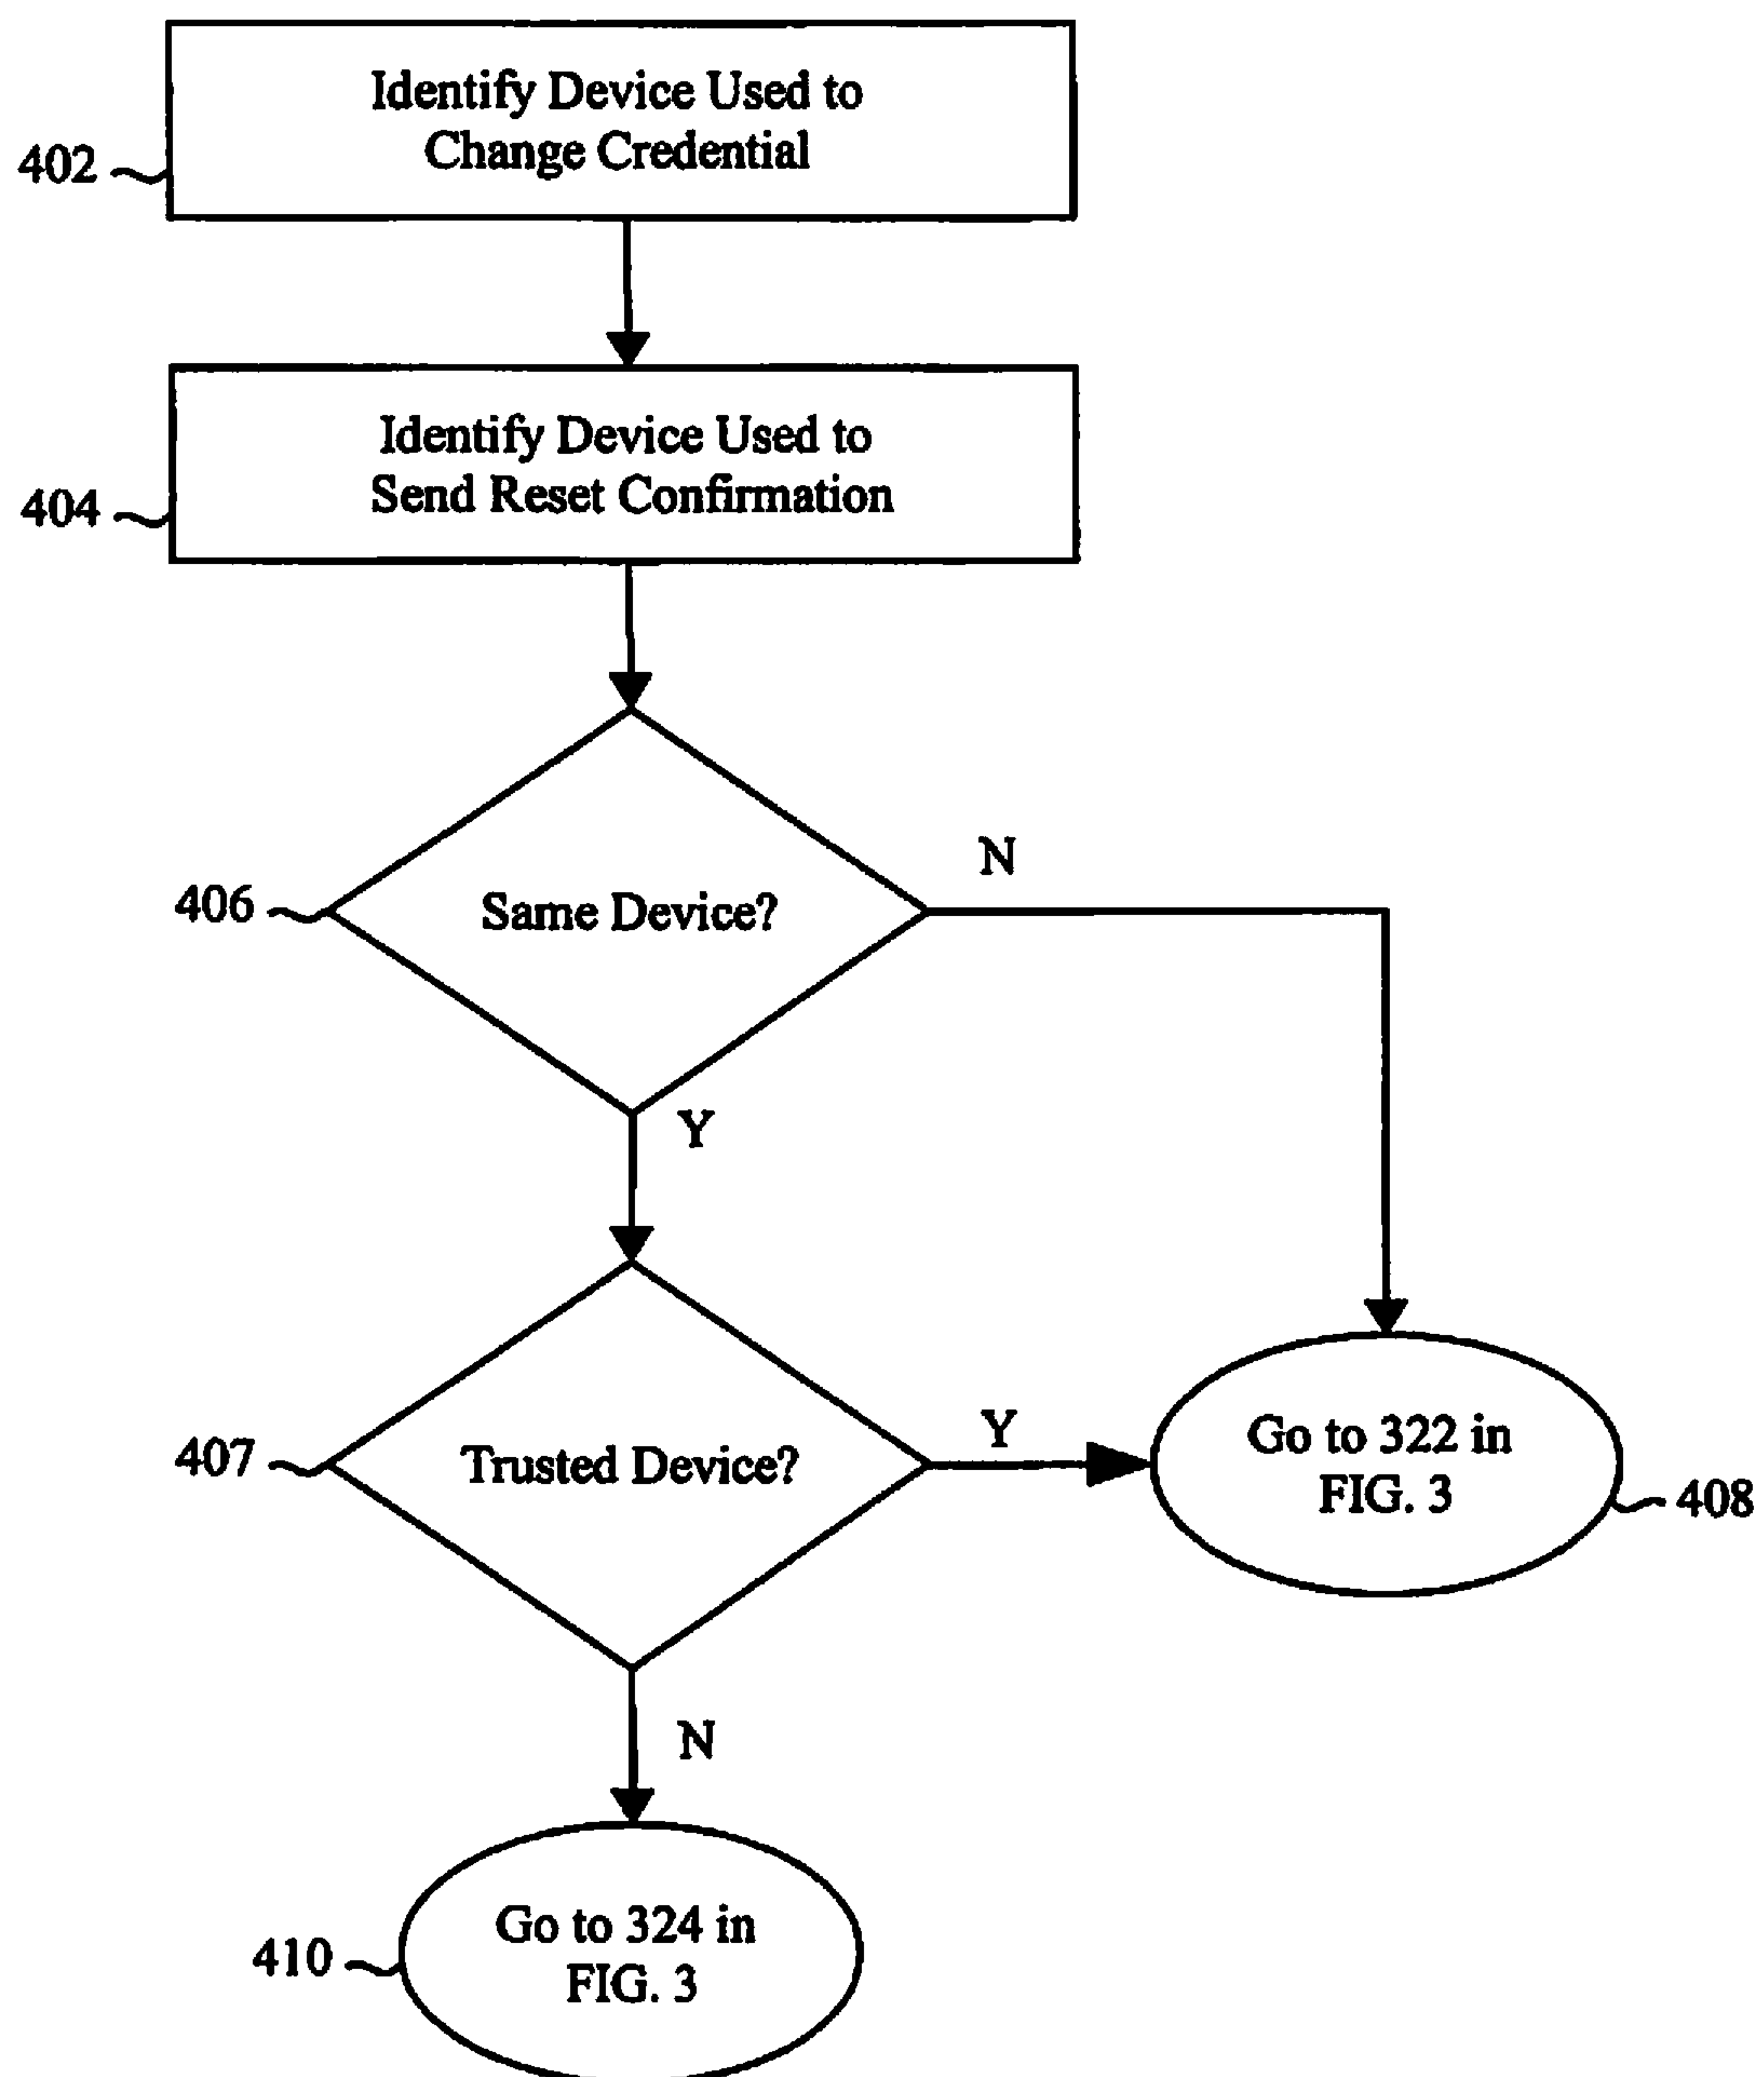 Identify Device Used to
Change Credential
402
Identify Device Used to
Send Reset Confirmation
404
N
406
Same Device?
Y
Y
407
Trusted Device?
Go to 322 in
FIG. 3
408
N
Go to 324 in
FIG. 3
410